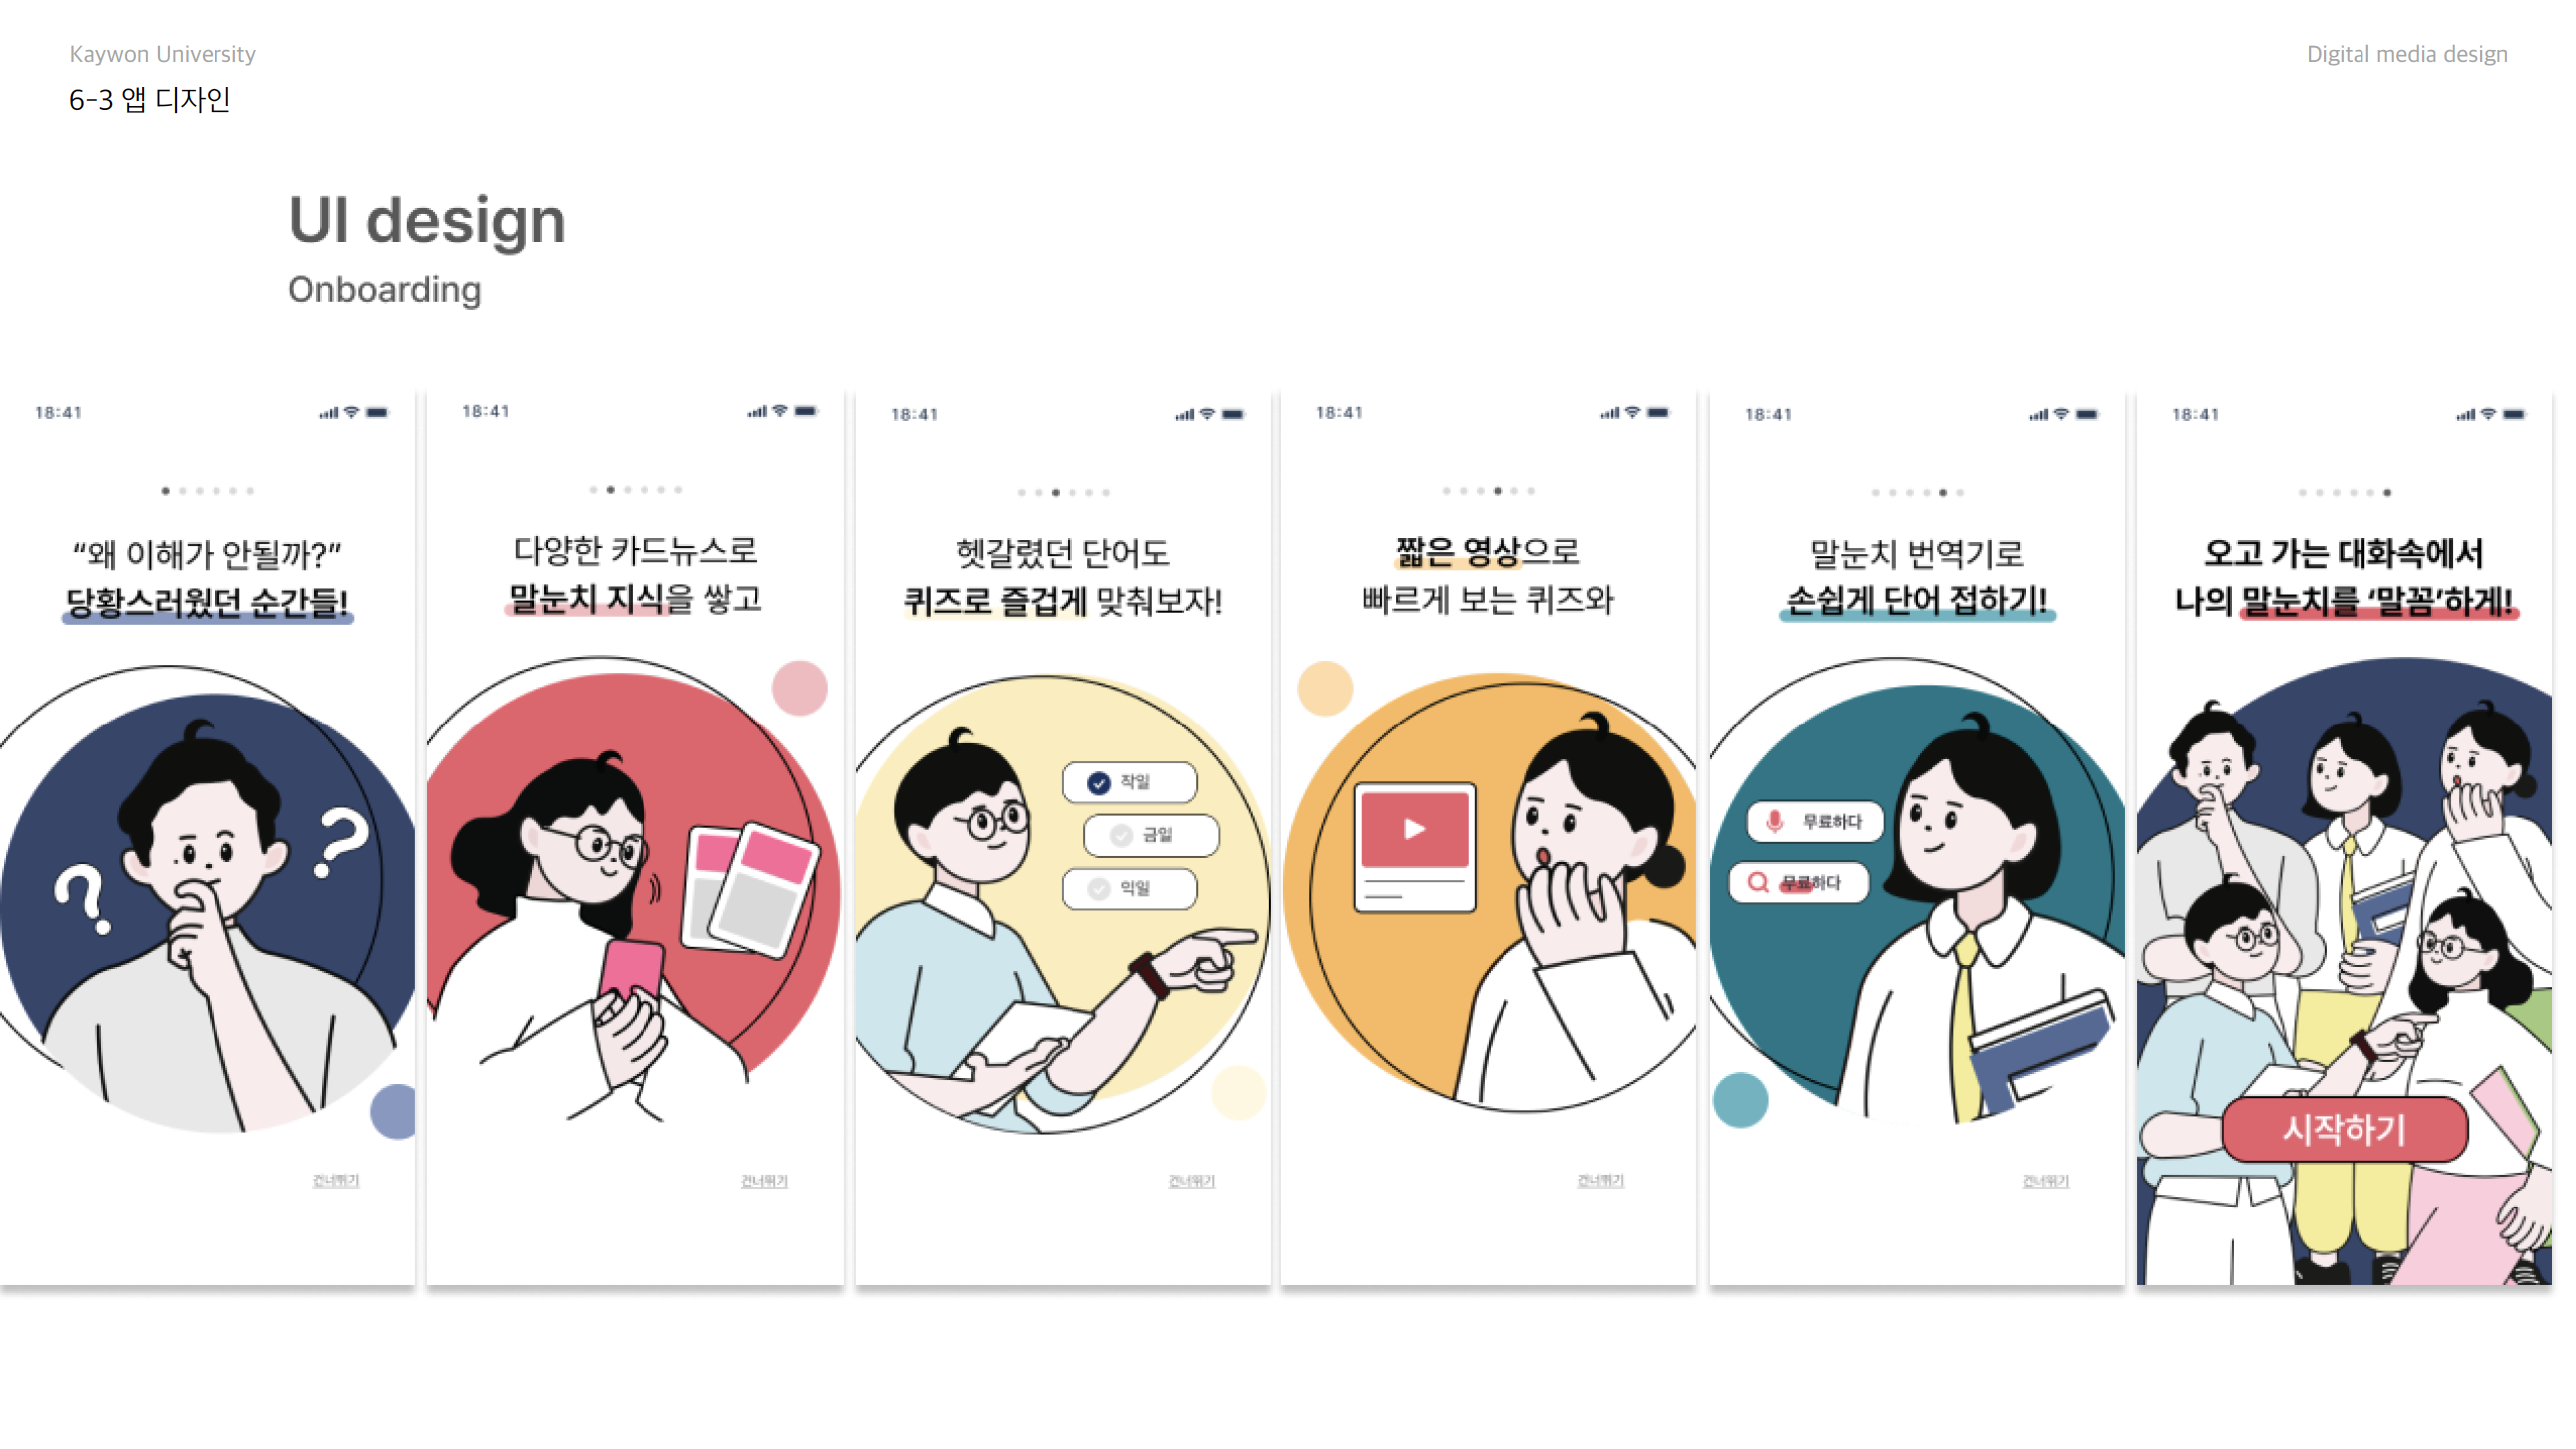 Kaywon University
Digital media design
6-3 앱 디자인
UI design
Onboarding
18:41
“왜 이해가 안될까?”
당황스러웠던 순간들!
건너뛰기
18:41
다양한 카드뉴스로
말눈치 지식을 쌓고
건너뛰기
18:41
헷갈렸던 단어도
퀴즈로 즐겁게 맞춰보자!
작일
금일
익일
건너뛰기
18:41
짧은 영상으로
빠르게 보는 퀴즈와
건너뛰기
18:41
말눈치 번역기로
손쉽게 단어 접하기!
무료하다
무료하다
건너뛰기
18:41
오고 가는 대화속에서
나의 말눈치를 ‘말꼼’하게!
시작하기